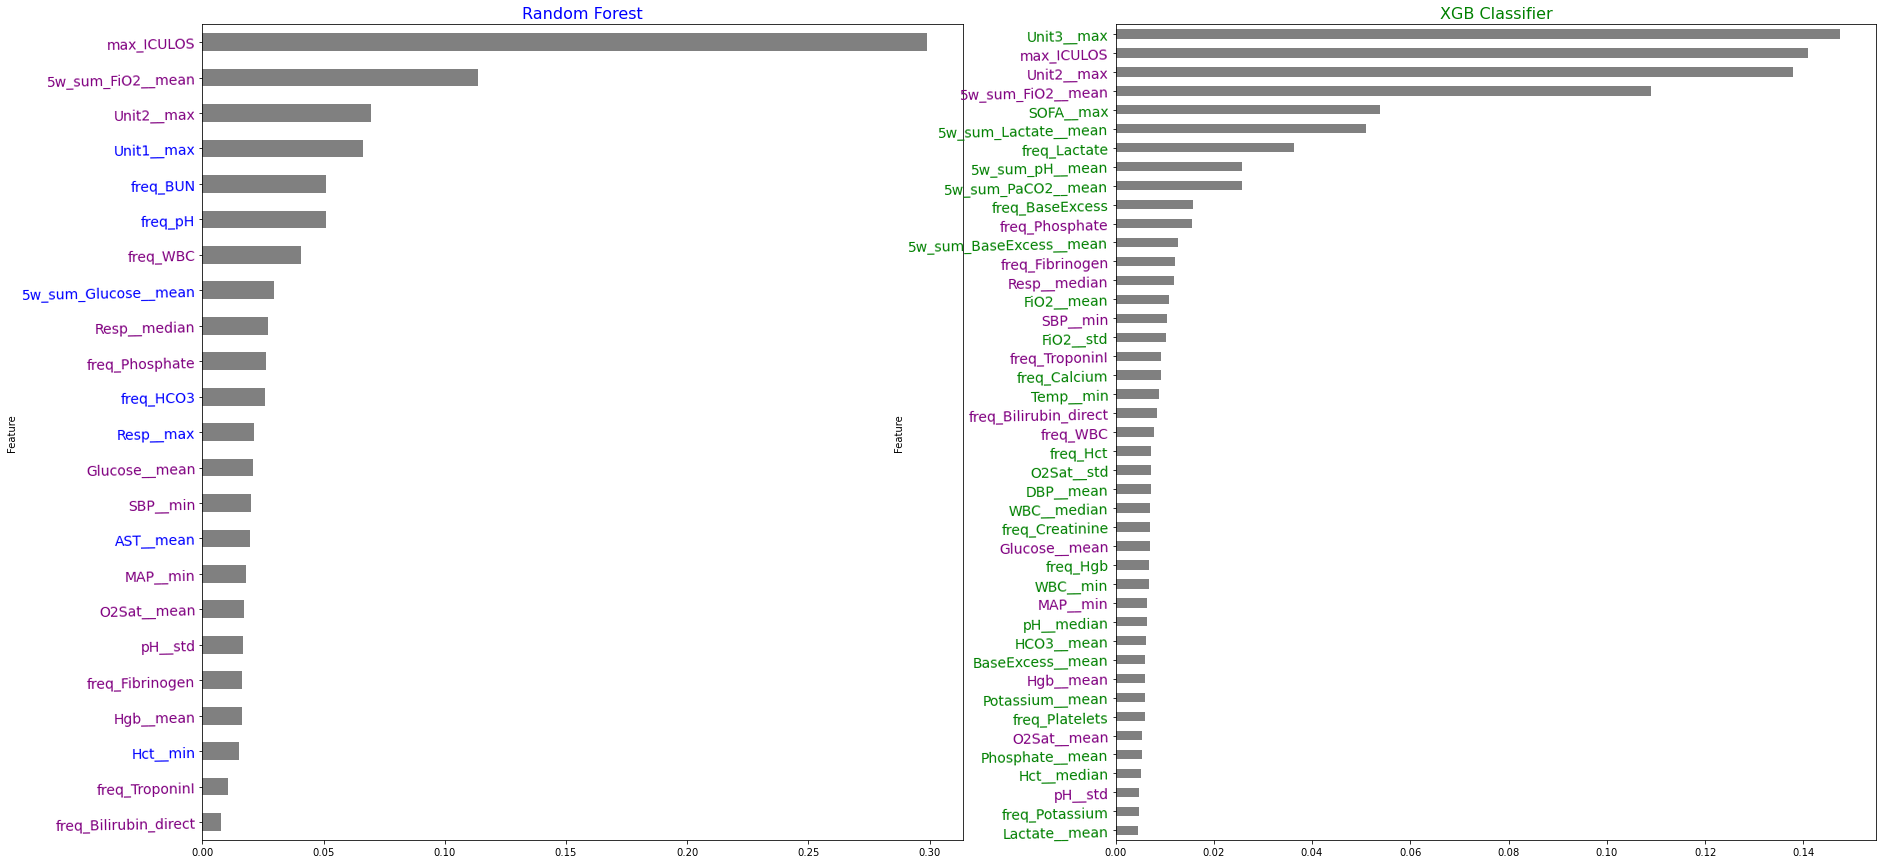 Random Forest
max_ICULOS
5w_sum_FiO2__mean
Unit2__max
Unit1__max
freq_BUN
freq_pH
freq_WBC
5w_sum_Glucose__mean
Resp__median
freq_Phosphate
freq_HCO3
Resp__max
Glucose__mean
SBP__min
AST__mean
MAP__min
O2Sat__mean
pH__std
freq_Fibrinogen
Hgb__mean
Hct__min
freq_TroponinI
freq_Bilirubin_direct
Feature
0.00 0.05 0.10 0.15 0.20 0.25 0.30
XGB Classifier
Unit3__max
max_ICULOS
Unit2__max
5w_sum_FiO2__mean
SOFA__max
5w_sum_Lactate__mean
freq_Lactate
5w_sum_pH__mean
5w_sum_PaCO2__mean
freq_BaseExcess
freq_Phosphate
5w_sum_BaseExcess__mean
freq_Fibrinogen
Resp__median
FiO2__mean
SBP__min
FiO2__std
freq_TroponinI
freq_Calcium
Temp__min
freq_Bilirubin_direct
freq_WBC
freq_Hct
O2Sat__std
DBP__mean
WBC__median
freq_Creatinine
Glucose__mean
freq_Hgb
WBC__min
MAP__min
pH__median
HCO3__mean
BaseExcess__mean
Hgb__mean
Potassium__mean
freq_Platelets
O2Sat__mean
Phosphate__mean
Hct__median
pH__std
freq_Potassium
Lactate__mean
Feature
0.00 0.02 0.04 0.06 0.08 0.10 0.12 0.14